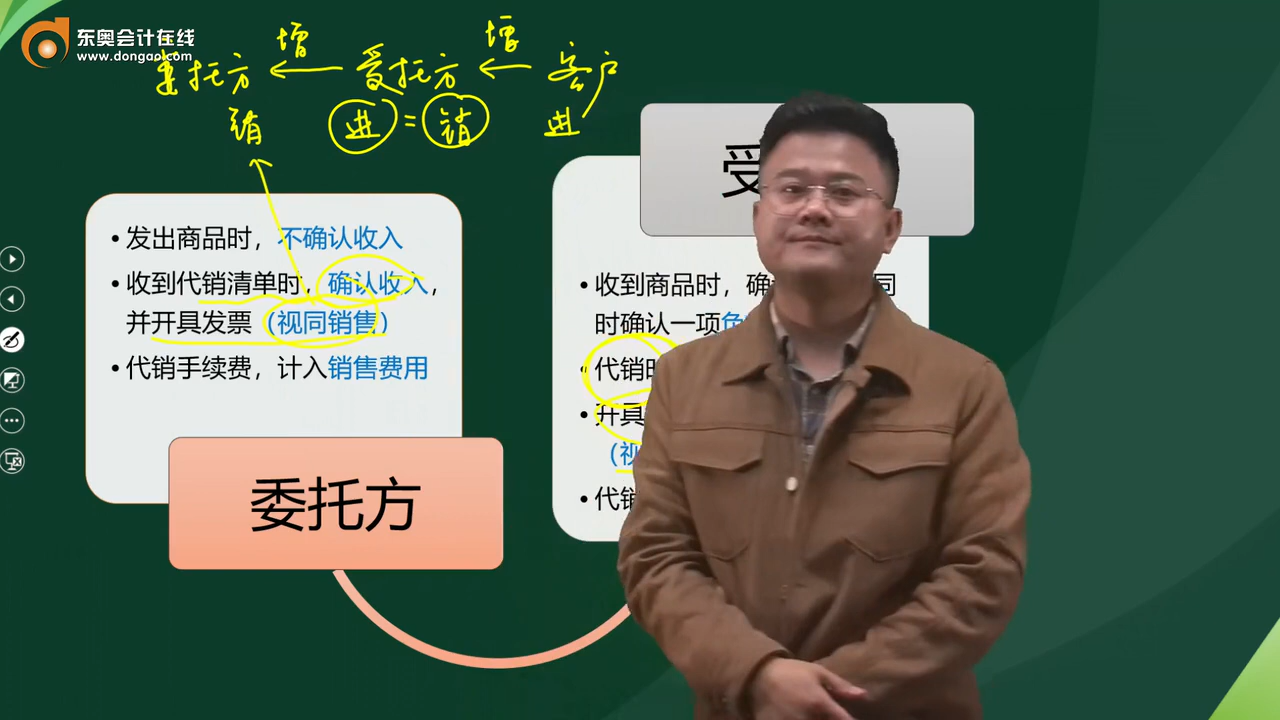 东奥会计在线
www.dongao.com
增 增
委托方 受托方 客户
销 进 = 销 进
受
• 发出商品时，不确认收入
• 收到代销清单时，确认收入，
并开具发票（视同销售）
• 代销手续费，计入销售费用
委托方
• 收到商品时，确 同
时确认一项负
• 代销时
• 开具
（视
• 代销